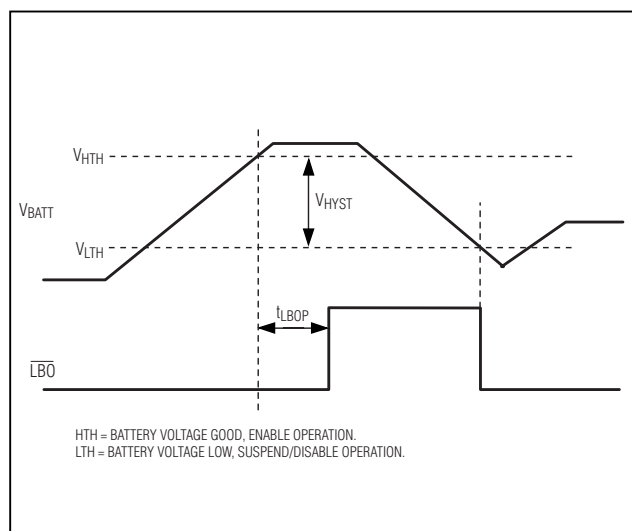 VHTH
VHYST
VBATT
VLTH
tLBOP
LBO
HTH = BATTERY VOLTAGE GOOD, ENABLE OPERATION.
LTH = BATTERY VOLTAGE LOW, SUSPEND/DISABLE OPERATION.